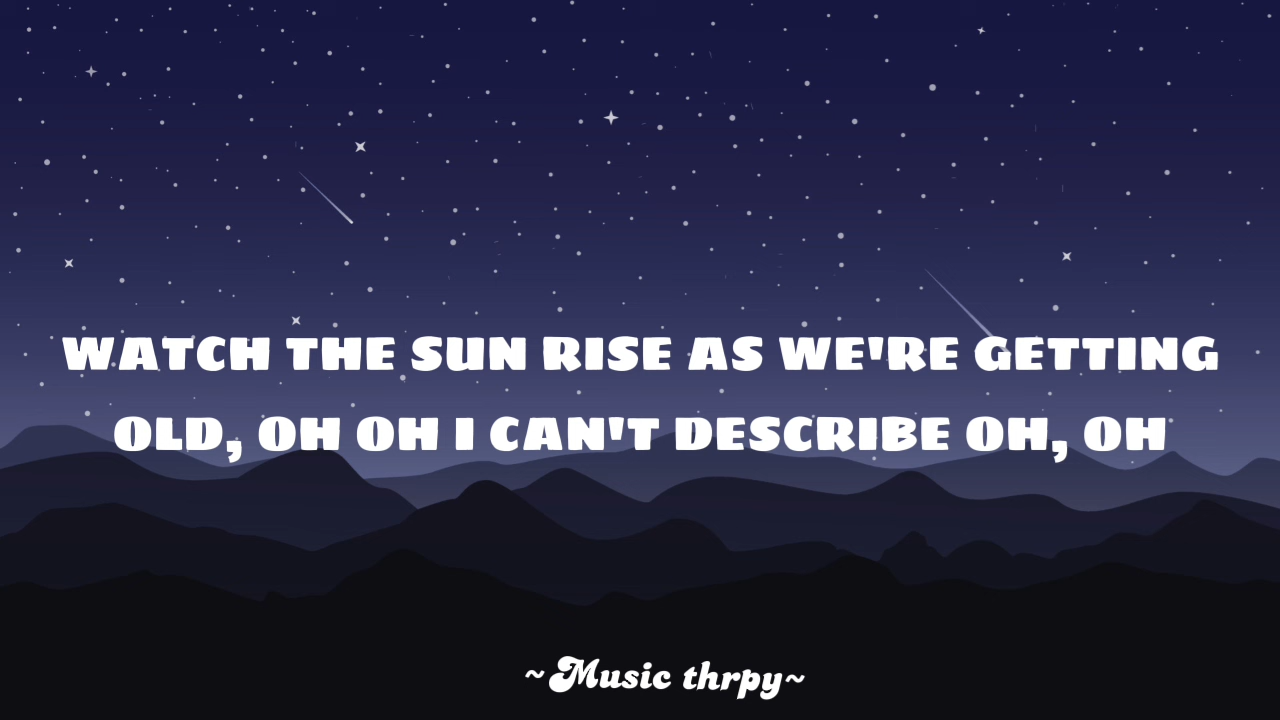 WATCH THE SUN RISE AS WE'RE GETTING
OLD, OH OH I CAN'T DESCRIBE OH, OH
~Music thrpy~